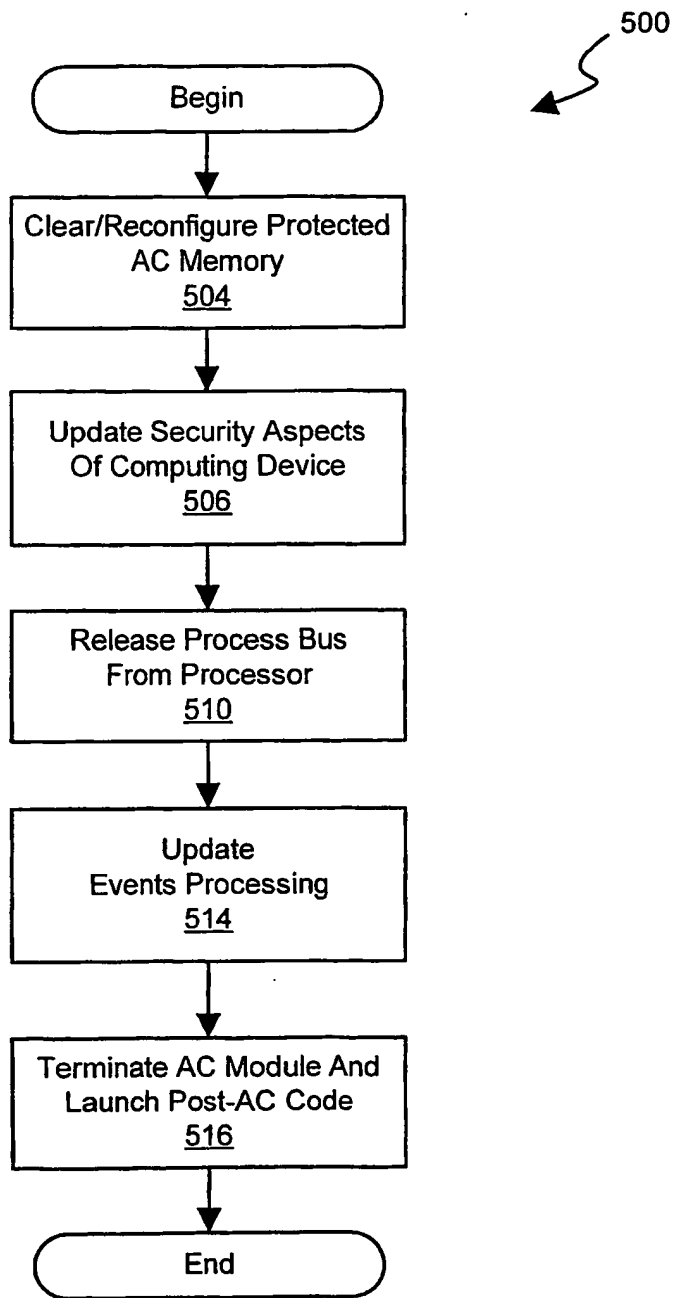 500
Begin
Clear/Reconfigure Protected
AC Memory
504
Update Security Aspects
Of Computing Device
506
Release Process Bus
From Processor
510
Update
Events Processing
514
Terminate AC Module And
Launch Post-AC Code
516
End